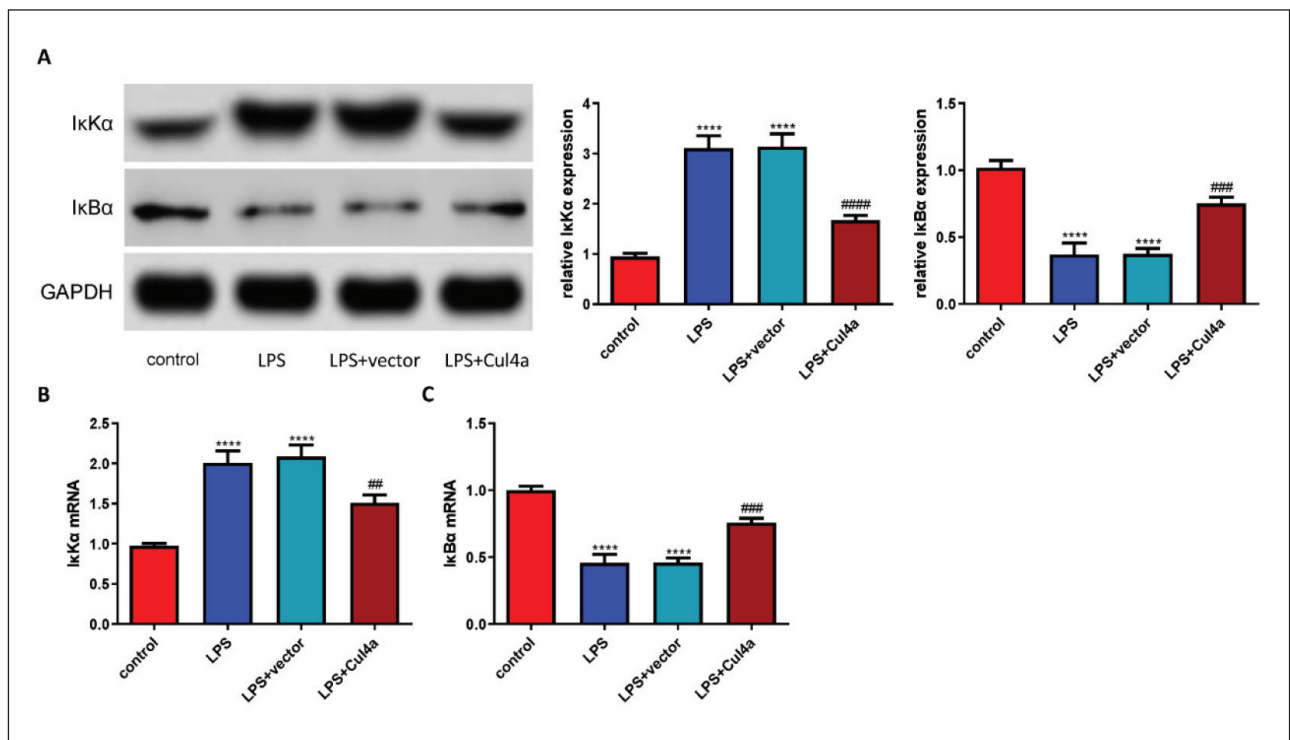 A
IκKα
IκBα
GAPDH
control LPS LPS+vector LPS+Cul4a
relative IκKα expression
4
3
2
1
0
****
****
####
control
LPS
LPS+vector
LPS+Cul4a
relative IκBα expression
1.5
1.0
0.5
0.0
****
****
###
control
LPS
LPS+vector
LPS+Cul4a
B
IκKα mRNA
2.5
2.0
1.5
1.0
0.5
0.0
****
****
##
control
LPS
LPS+vector
LPS+Cul4a
C
IκBα mRNA
1.5
1.0
0.5
0.0
****
****
###
control
LPS
LPS+vector
LPS+Cul4a